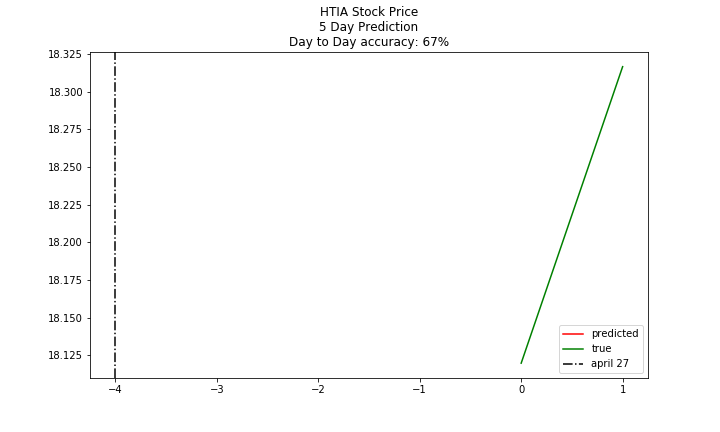 HTIA Stock Price
5 Day Prediction
Day to Day accuracy: 67%
18.325
18.300
18.275
18.250
18.225
18.200
18.175
18.150
18.125
−4
−3
−2
−1
0
1
predicted
true
april 27